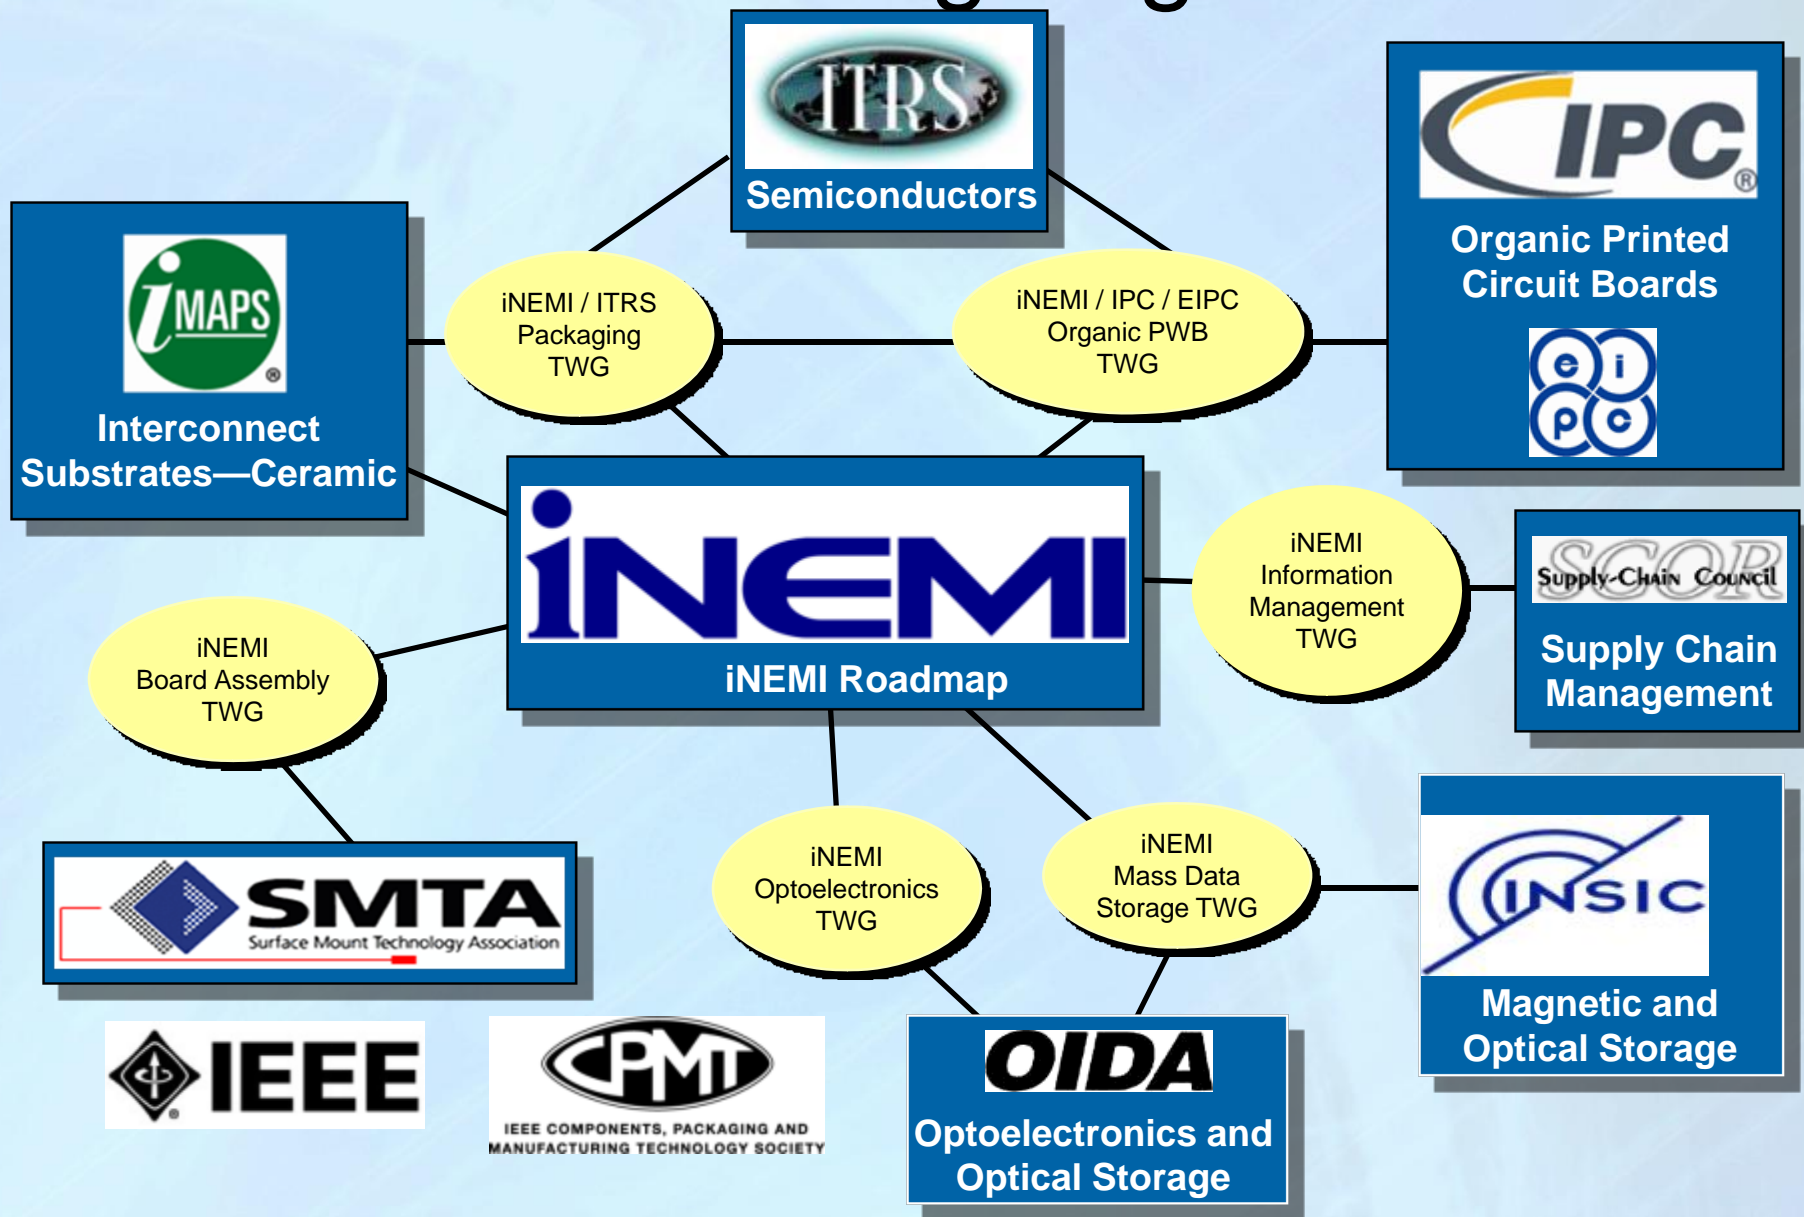 ITRS
Semiconductors
IPC
®
Organic Printed
Circuit Boards
e i
p c
i
MAPS
®
Interconnect
Substrates—Ceramic
iNEMI / ITRS
Packaging
TWG
iNEMI / IPC / EIPC
Organic PWB
TWG
iNEMI
iNEMI Roadmap
iNEMI
Information
Management
TWG
SCOR
Supply-Chain Council
Supply Chain
Management
iNEMI
Board Assembly
TWG
SMTA
Surface Mount Technology Association
iNEMI
Optoelectronics
TWG
iNEMI
Mass Data
Storage TWG
INSIC
Magnetic and
Optical Storage
IEEE
®
CPMT
IEEE COMPONENTS, PACKAGING AND
MANUFACTURING TECHNOLOGY SOCIETY
OIDA
Optoelectronics and
Optical Storage